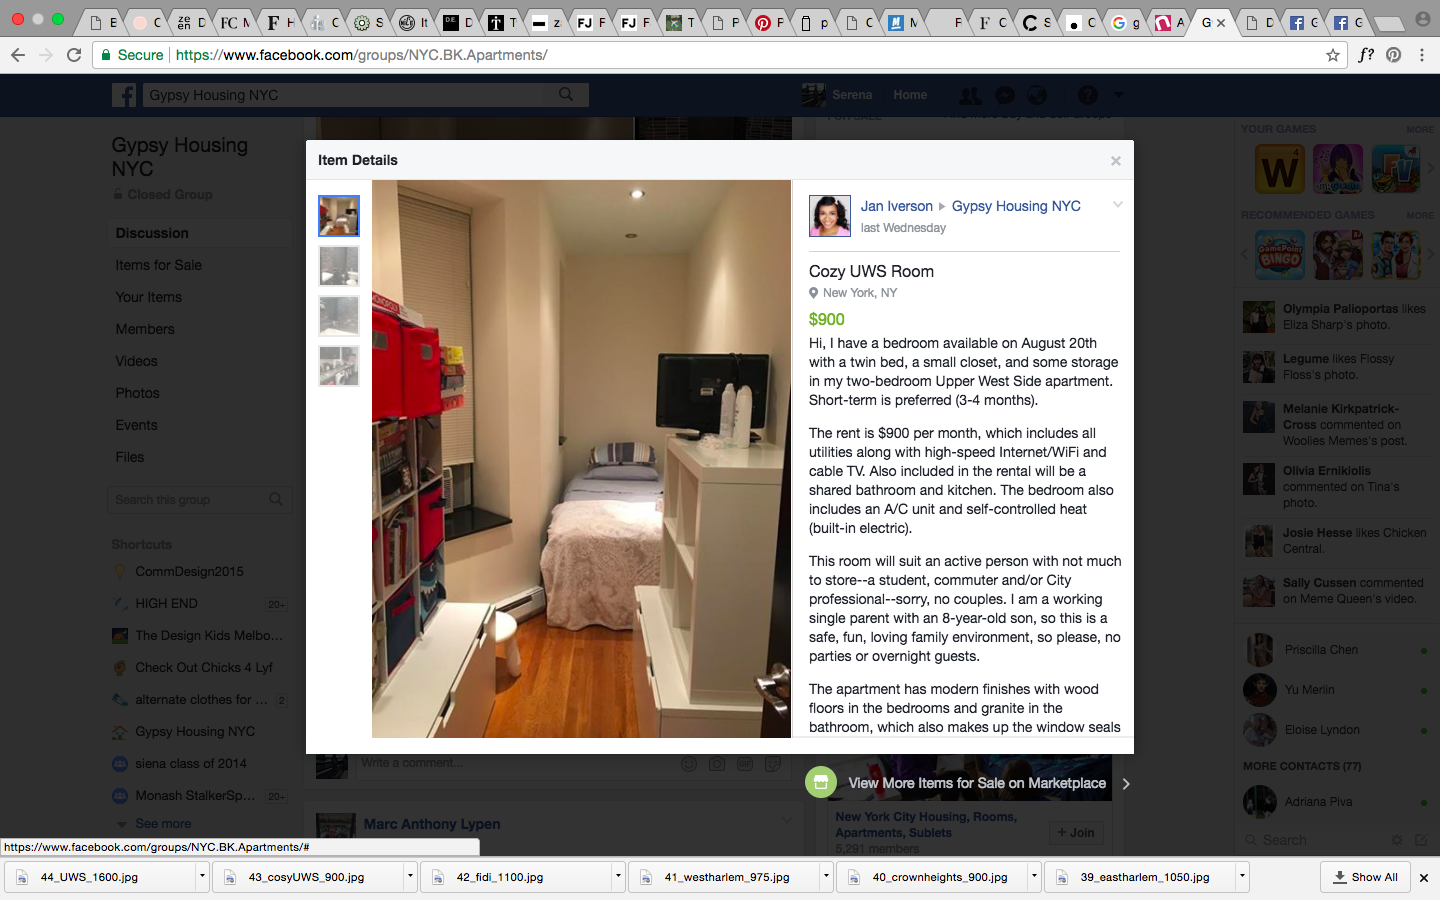 B
C
D
FC M
H
C
S
It
D
T
z
F
F
T
P
F
p
C
M
F
C
S
C
g
A
G
D
G
G
Secure
https://www.facebook.com/groups/NYC.BK.Apartments/
f?
Gypsy Housing NYC
Serena
Home
Gypsy Housing
NYC
Closed Group
Discussion
Items for Sale
Your Items
Members
Videos
Photos
Events
Files
Search this group
Shortcuts
CommDesign2015
HIGH END 20+
The Design Kids Melbo...
Check Out Chicks 4 Lyf
alternate clothes for ... 2
Gypsy Housing NYC
siena class of 2014
Monash StalkerSp... 20+
See more
Item Details
Jan Iverson ▸ Gypsy Housing NYC
last Wednesday
Cozy UWS Room
New York, NY
$900
Hi, I have a bedroom available on August 20th
with a twin bed, a small closet, and some storage
in my two-bedroom Upper West Side apartment.
Short-term is preferred (3-4 months).
The rent is $900 per month, which includes all
utilities along with high-speed Internet/WiFi and
cable TV. Also included in the rental will be a
shared bathroom and kitchen. The bedroom also
includes an A/C unit and self-controlled heat
(built-in electric).
This room will suit an active person with not much
to store--a student, commuter and/or City
professional--sorry, no couples. I am a working
single parent with an 8-year-old son, so this is a
safe, fun, loving family environment, so please, no
parties or overnight guests.
The apartment has modern finishes with wood
floors in the bedrooms and granite in the
bathroom, which also makes up the window seals
Write a comment...
Marc Anthony Lypen
View More Items for Sale on Marketplace
New York City Housing, Rooms,
Apartments, Sublets
5,291 members
+ Join
YOUR GAMES
MORE
RECOMMENDED GAMES
MORE
BINGO
Olympia Palioportas likes
Eliza Sharp's photo.
Legume likes Flossy
Floss's photo.
Melanie Kirkpatrick-
Cross commented on
Woolies Memes's post.
Olivia Ernikiolis
commented on Tina's
photo.
Josie Hesse likes Chicken
Central.
Sally Cussen commented
on Meme Queen's video.
Priscilla Chen
Yu Merlin
Eloise Lyndon
MORE CONTACTS (77)
Adriana Piva
Search
https://www.facebook.com/groups/NYC.BK.Apartments/#
44_UWS_1600.jpg
43_cosyUWS_900.jpg
42_fidi_1100.jpg
41_westharlem_975.jpg
40_crownheights_900.jpg
39_eastharlem_1050.jpg
Show All